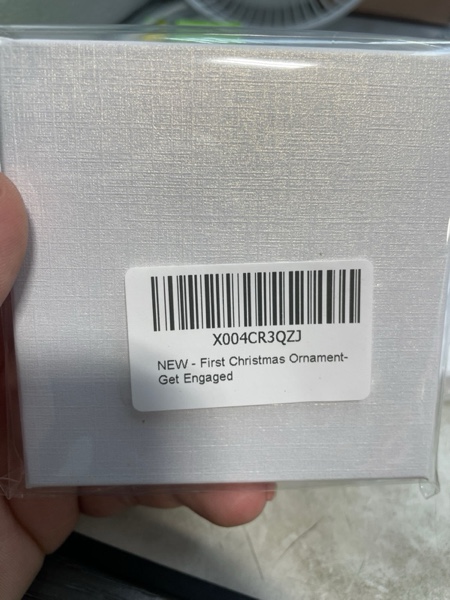 X004CR3QZJ
NEW - First Christmas Ornament-
Get Engaged